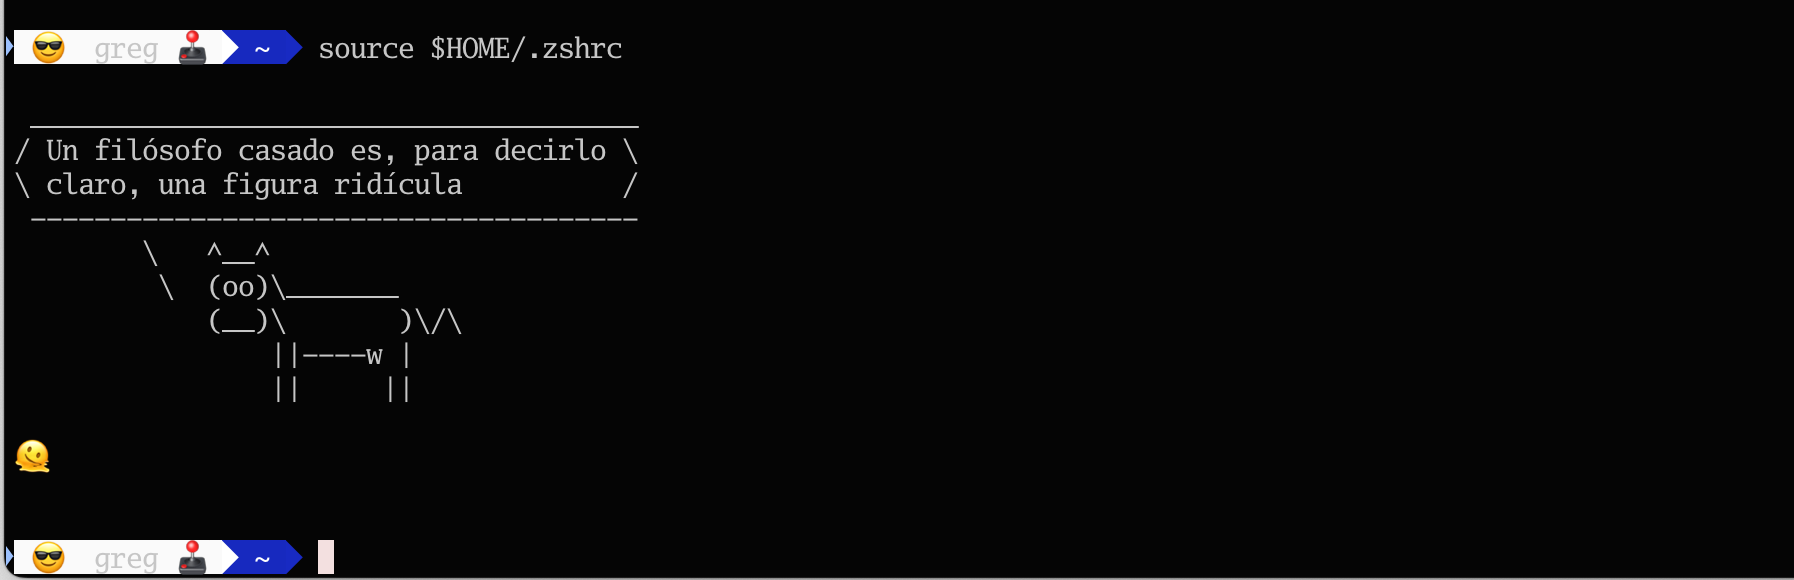 😎 greg 🕹️ ~ source $HOME/.zshrc
 ______________________________________
/ Un filósofo casado es, para decirlo \
\ claro, una figura ridícula          /
 --------------------------------------
        \   ^__^
         \  (oo)\_______
            (__)\       )\/\
                ||----w |
                ||     ||
🫠
😎 greg 🕹️ ~